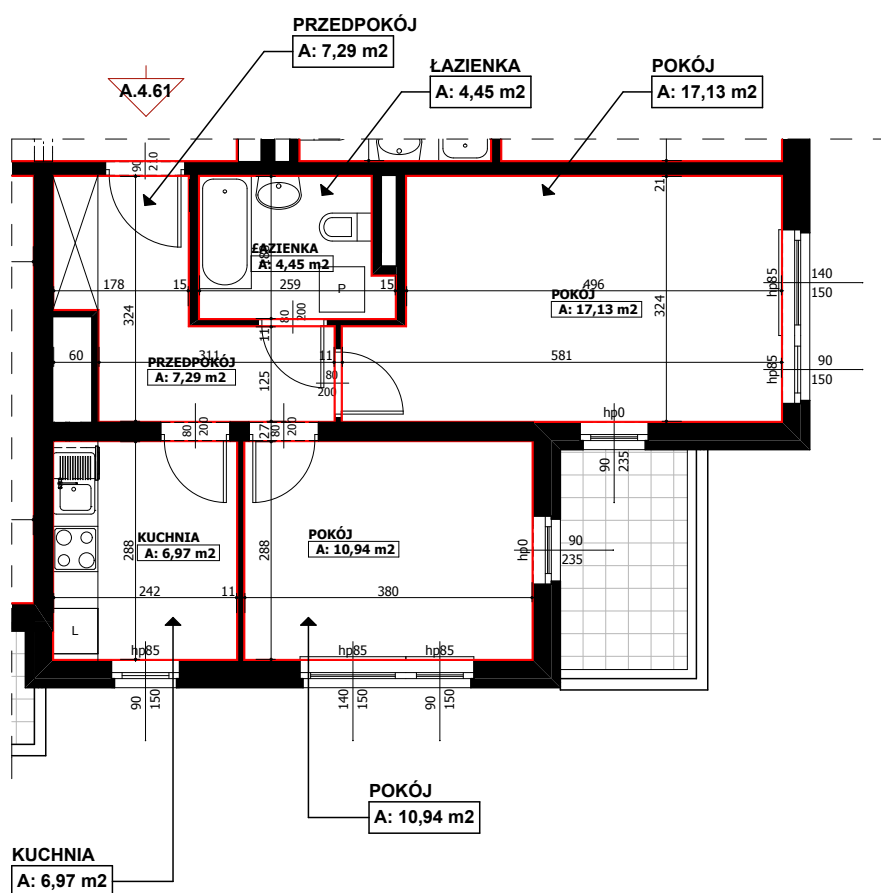 PRZEDPOKÓJ
A: 7,29 m2
ŁAZIENKA
A: 4,45 m2
POKÓJ
A: 17,13 m2
A.4.61
90
210
21
ŁAZIENKA
A: 4,45 m2
178
15
259
15
496
P
POKÓJ
A: 17,13 m2
324
324
hp85
140
150
80
200
11
60
311
11
581
PRZEDPOKÓJ
A: 7,29 m2
125
80
200
hp85
90
150
hp0
80
200
27
80
200
90
235
KUCHNIA
A: 6,97 m2
POKÓJ
A: 10,94 m2
288
288
hp0
90
235
242
11
380
L
hp85
hp85
hp85
90
150
140
150
90
150
POKÓJ
A: 10,94 m2
KUCHNIA
A: 6,97 m2